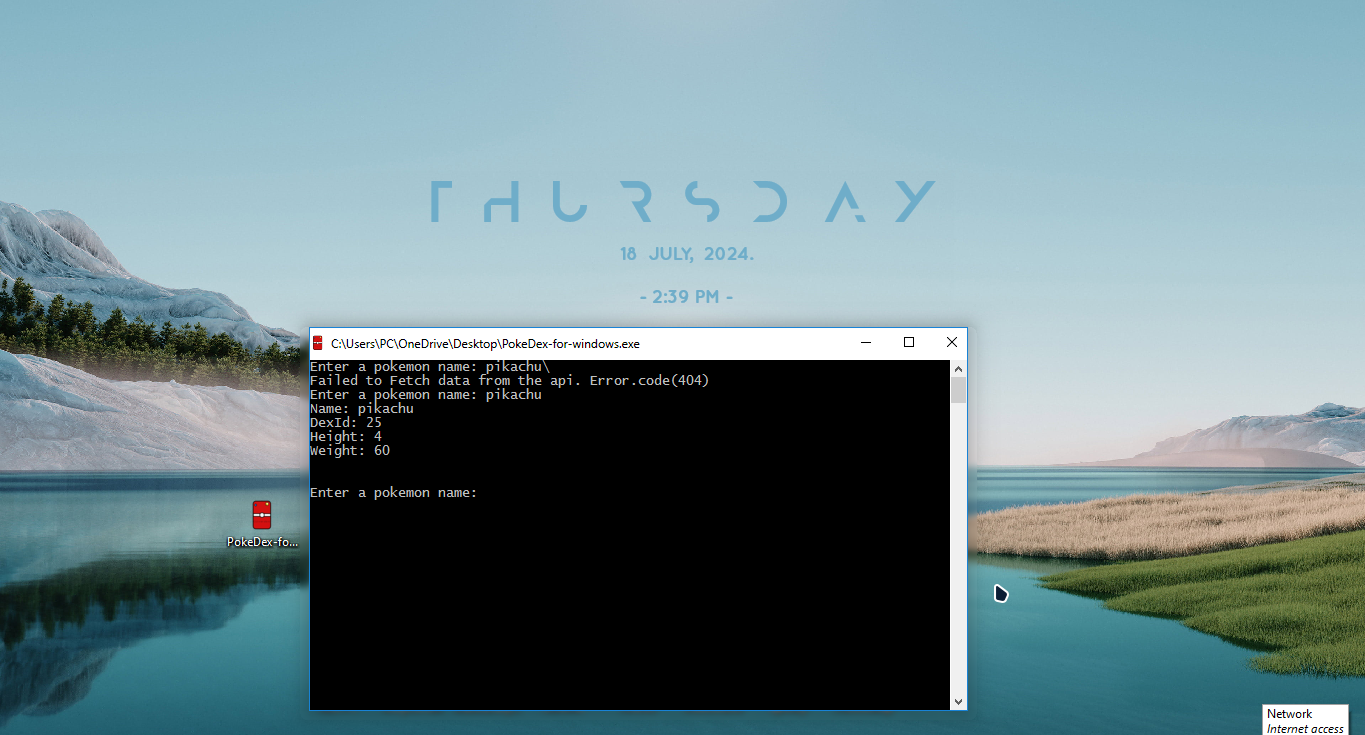 THURSDAY
18 JULY, 2024.
- 2:39 PM -
C:\Users\PC\OneDrive\Desktop\PokeDex-for-windows.exe
Enter a pokemon name: pikachu\
Failed to Fetch data from the api. Error.code(404)
Enter a pokemon name: pikachu
Name: pikachu
DexId: 25
Height: 4
Weight: 60
Enter a pokemon name:
PokeDex-fo...
Network
Internet access